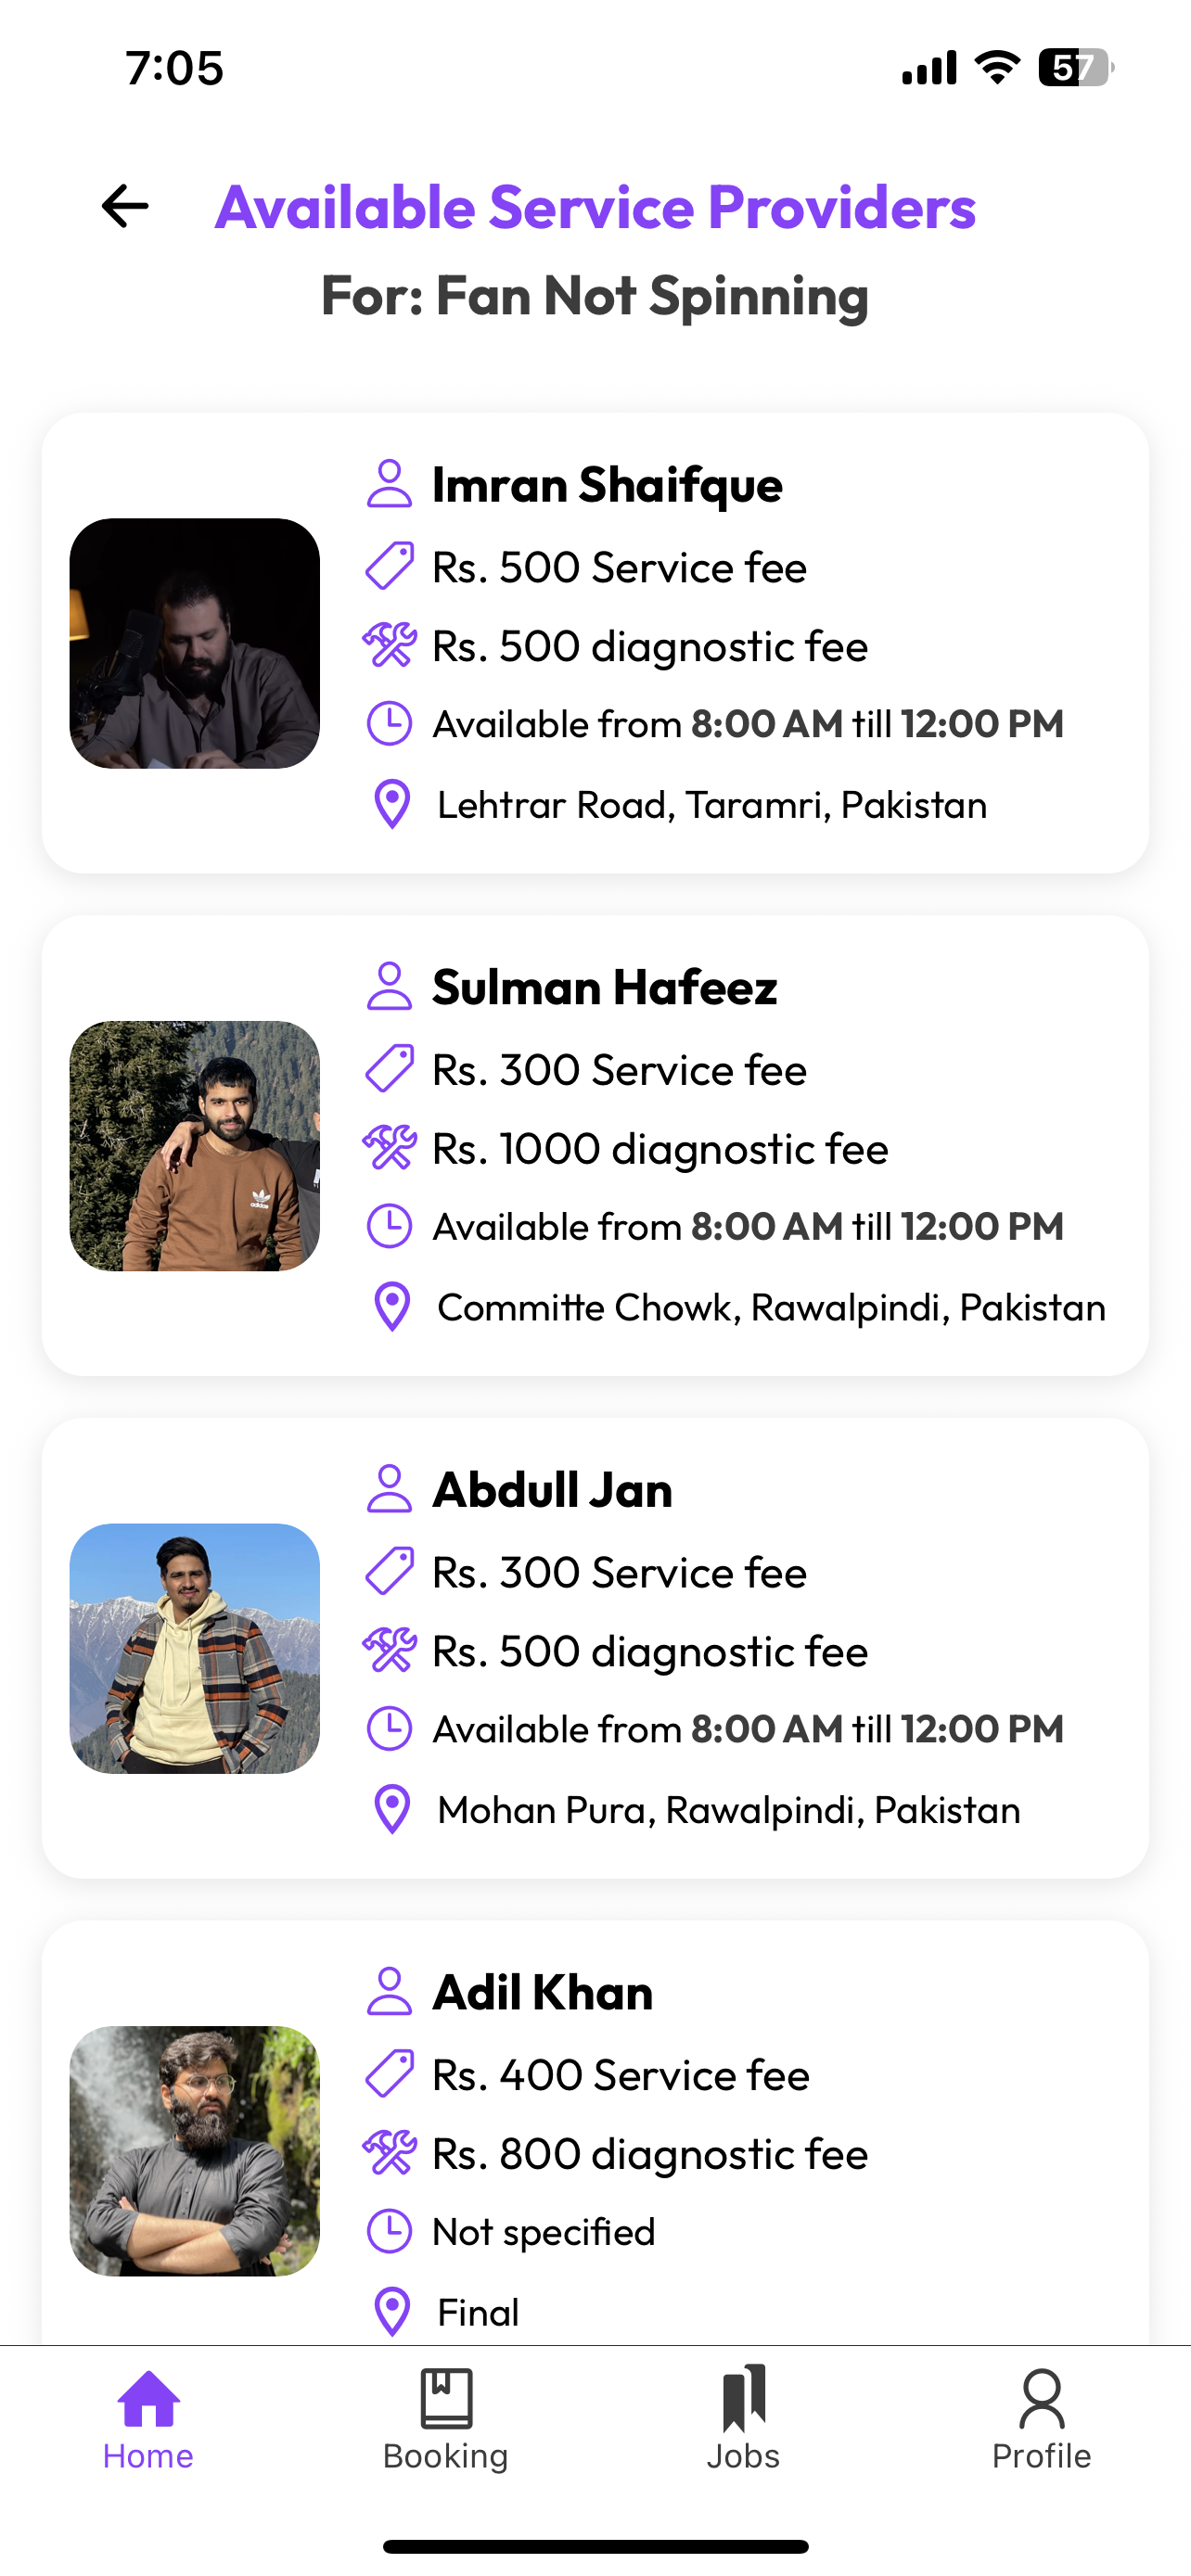 7:05
57
Available Service Providers
For: Fan Not Spinning
Imran Shaifque
Rs. 500 Service fee
Rs. 500 diagnostic fee
Available from 8:00 AM till 12:00 PM
Lehtrar Road, Taramri, Pakistan
Sulman Hafeez
Rs. 300 Service fee
Rs. 1000 diagnostic fee
Available from 8:00 AM till 12:00 PM
Committe Chowk, Rawalpindi, Pakistan
adidas
Abdull Jan
Rs. 300 Service fee
Rs. 500 diagnostic fee
Available from 8:00 AM till 12:00 PM
Mohan Pura, Rawalpindi, Pakistan
Adil Khan
Rs. 400 Service fee
Rs. 800 diagnostic fee
Not specified
Final
Home
Booking
Jobs
Profile